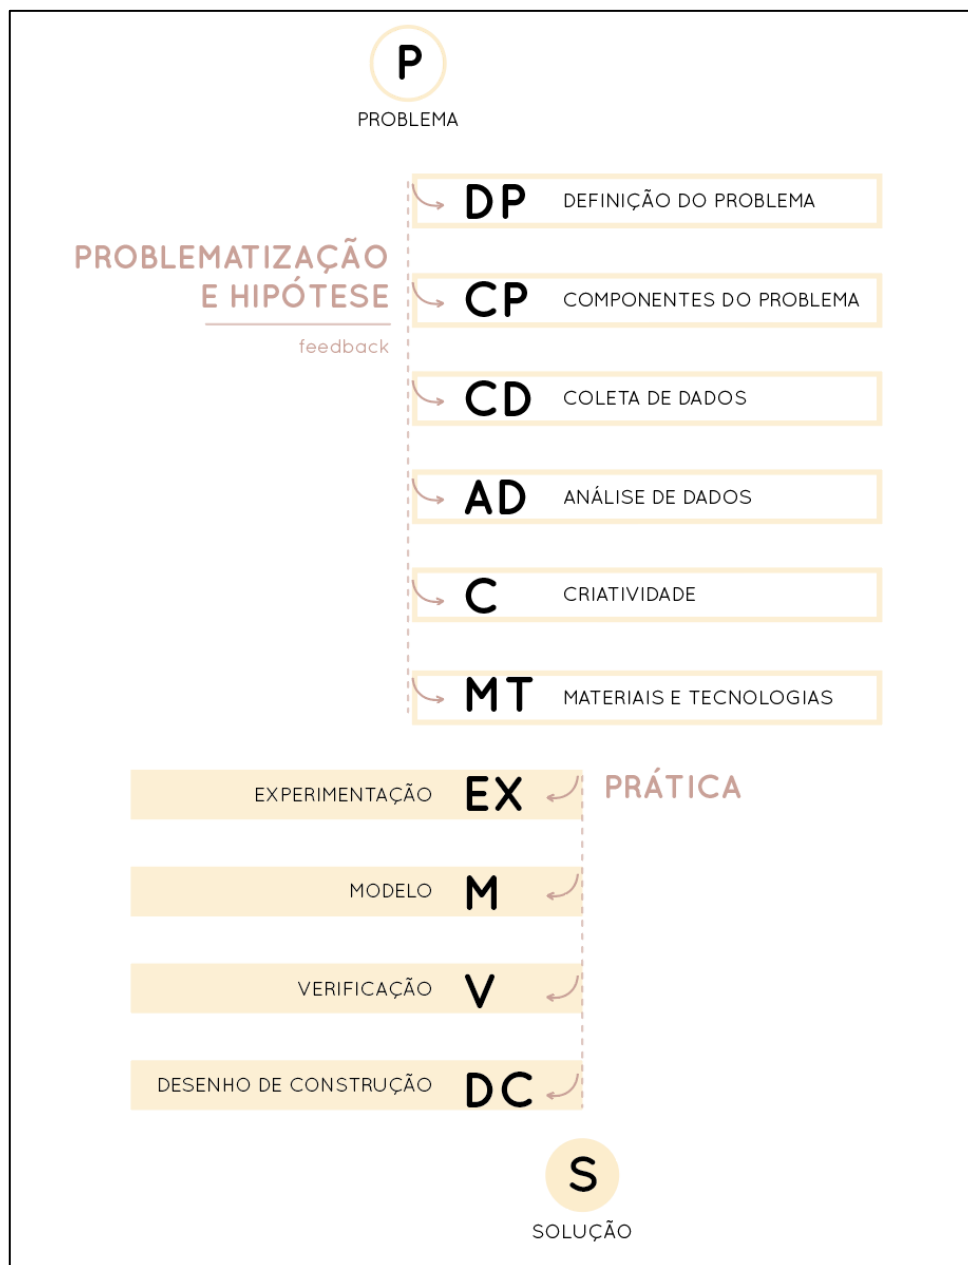 P
PROBLEMA
DP DEFINIÇÃO DO PROBLEMA
PROBLEMATIZAÇÃO
E HIPÓTESE
feedback
CP COMPONENTES DO PROBLEMA
CD COLETA DE DADOS
AD ANÁLISE DE DADOS
C CRIATIVIDADE
MT MATERIAIS E TECNOLOGIAS
EXPERIMENTAÇÃO EX
PRÁTICA
MODELO M
VERIFICAÇÃO V
DESENHO DE CONSTRUÇÃO DC
S
SOLUÇÃO